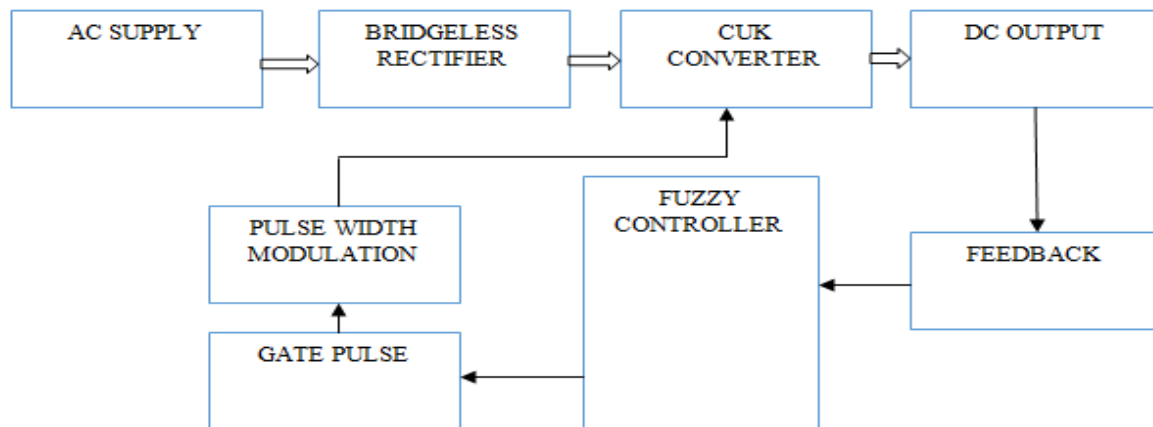 AC SUPPLY
BRIDGELESS
RECTIFIER
CUK
CONVERTER
DC OUTPUT
PULSE WIDTH
MODULATION
FUZZY
CONTROLLER
FEEDBACK
GATE PULSE